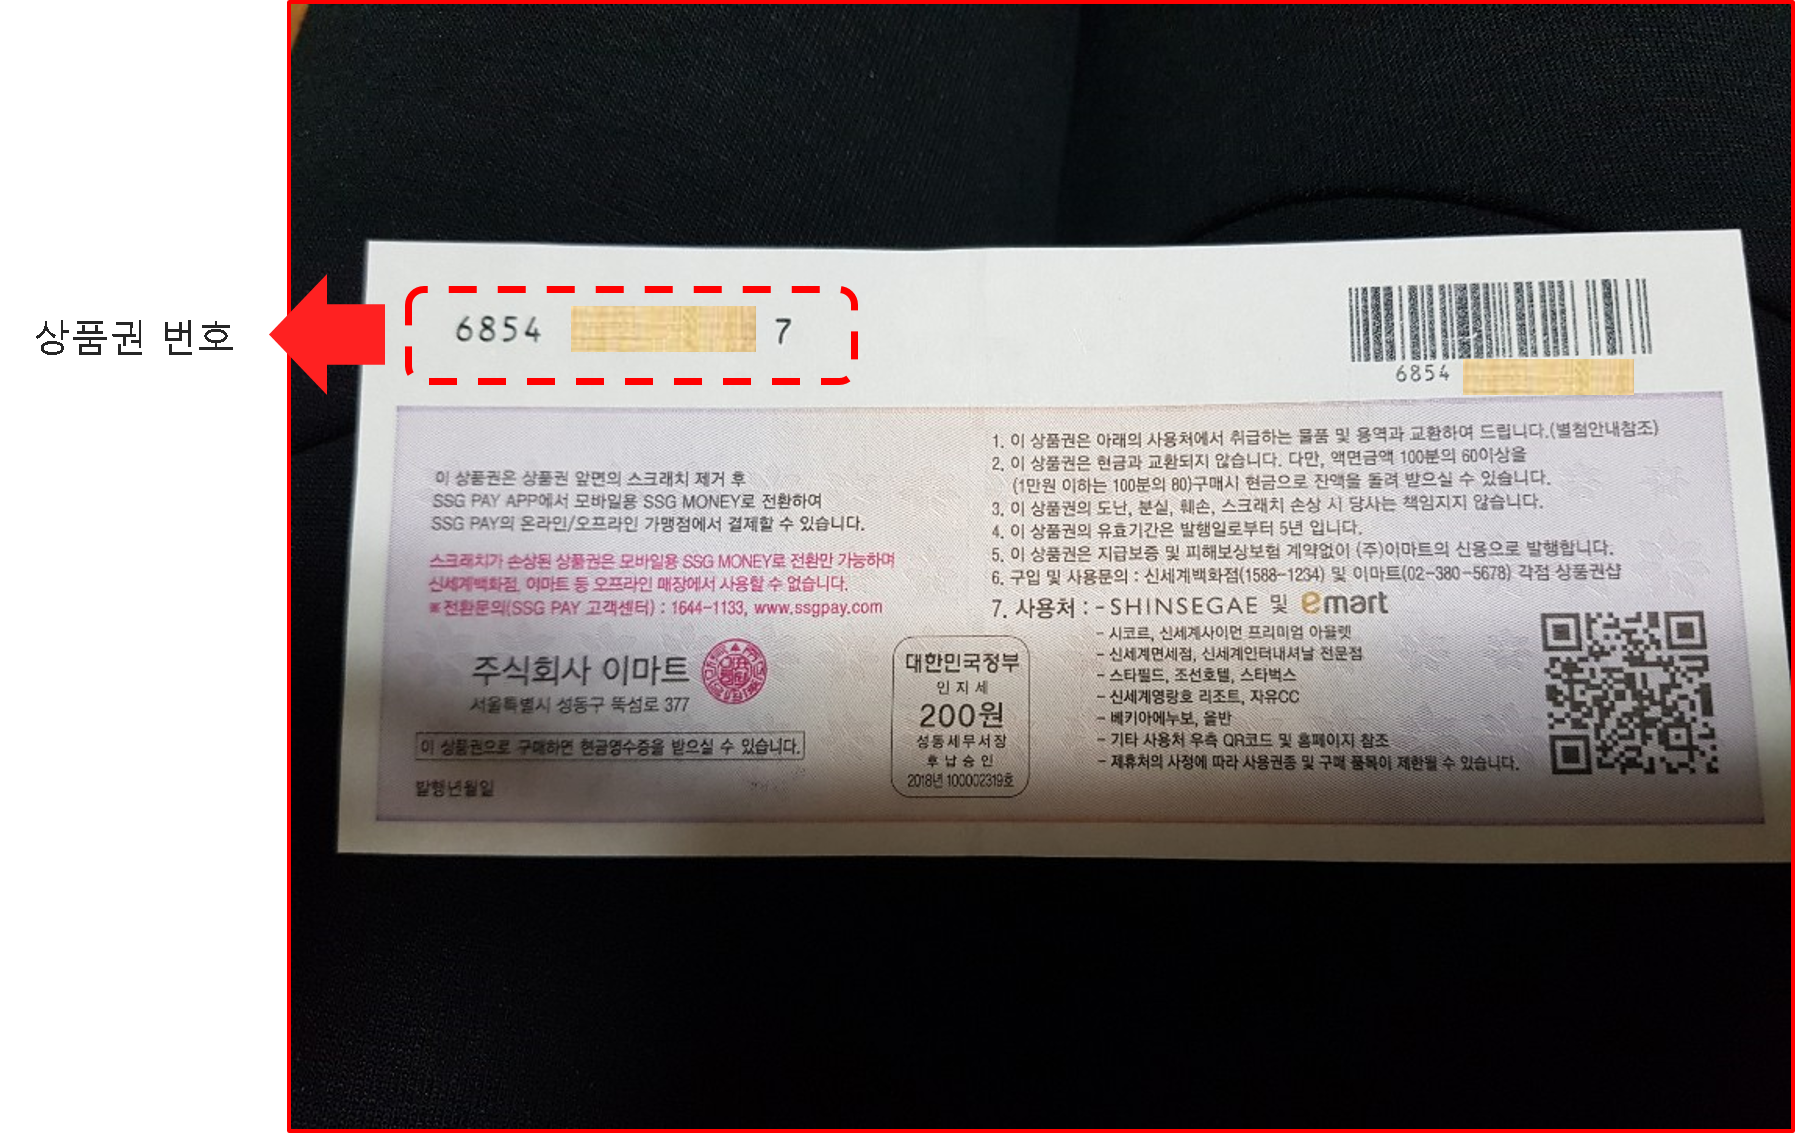 상품권 번호
6854 7
6854
이 상품권은 상품권 앞면의 스크래치 제거 후
SSG PAY APP에서 모바일용 SSG MONEY로 전환하여
SSG PAY의 온라인/오프라인 가맹점에서 결제할 수 있습니다.
스크래치가 손상된 상품권은 모바일용 SSG MONEY로 전환만 가능하며
신세계백화점, 이마트 등 오프라인 매장에서 사용할 수 없습니다.
※전환문의(SSG PAY 고객센터) : 1644-1133, www.ssgpay.com
주식회사 이마트
서울특별시 성동구 뚝섬로 377
이 상품권으로 구매하면 현금영수증을 받으실 수 있습니다.
발행년월일
대한민국정부
인지세
200원
성동세무서장
후납승인
2018년 100002319호
1. 이 상품권은 아래의 사용처에서 취급하는 물품 및 용역과 교환하여 드립니다.(별첨안내참조)
2. 이 상품권은 현금과 교환되지 않습니다. 다만, 액면금액 100분의 60이상을
(1만원 이하는 100분의 80)구매시 현금으로 잔액을 돌려 받으실 수 있습니다.
3. 이 상품권의 도난, 분실, 훼손, 스크래치 손상 시 당사는 책임지지 않습니다.
4. 이 상품권의 유효기간은 발행일로부터 5년 입니다.
5. 이 상품권은 지급보증 및 피해보상보험 계약없이 (주)이마트의 신용으로 발행합니다.
6. 구입 및 사용문의 : 신세계백화점(1588-1234) 및 이마트(02-380-5678) 각점 상품권샵
7. 사용처 : - SHINSEGAE 및 emart
- 시코르, 신세계사이먼 프리미엄 아울렛
- 신세계면세점, 신세계인터내셔날 전문점
- 스타필드, 조선호텔, 스타벅스
- 신세계영랑호 리조트, 자유CC
- 베키아에누보, 올반
- 기타 사용처 우측 QR코드 및 홈페이지 참조
- 제휴처의 사정에 따라 사용권종 및 구매 품목이 제한될 수 있습니다.